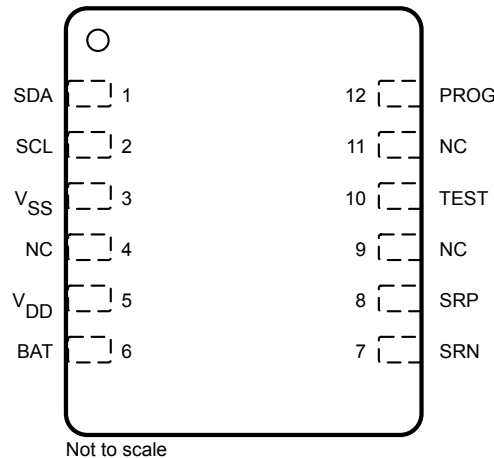 SDA 1 12 PROG
SCL 2 11 NC
VSS 3 10 TEST
NC 4 9 NC
VDD 5 8 SRP
BAT 6 7 SRN
Not to scale